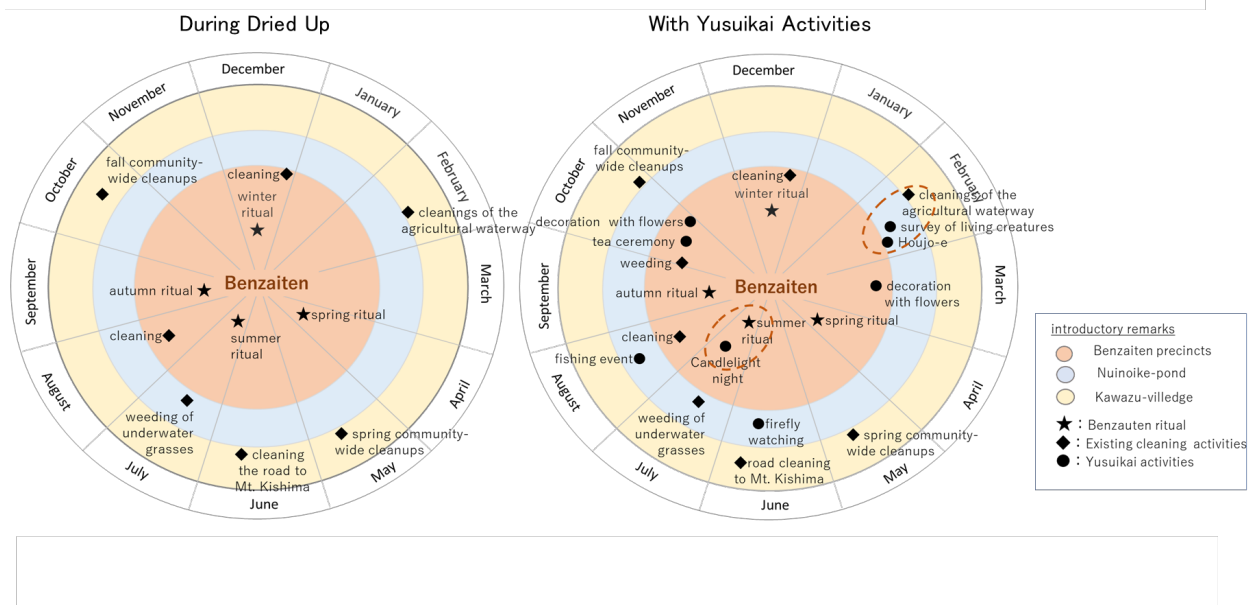 During Dried Up
December
January
February
March
April
May
June
July
August
September
October
November
fall community-
wide cleanups
cleaning
winter
ritual
cleanings of the
agricultural waterway
Benzaiten
autumn ritual
spring ritual
cleaning
summer
ritual
weeding of
underwater
grasses
spring community-
wide cleanups
cleaning
the road to
Mt. Kishima
With Yusuikai Activities
December
January
February
March
April
May
June
July
August
September
October
November
fall community-
wide cleanups
cleaning
winter ritual
cleanings of the
agricultural waterway
survey of living creatures
Houjo-e
decoration with flowers
tea ceremony
weeding
Benzaiten
decoration
with flowers
autumn ritual
spring ritual
summer
ritual
cleaning
fishing event
Candlelight
night
weeding of
underwater
grasses
firefly
watching
spring community-
wide cleanups
road cleaning
to Mt. Kishima
introductory remarks
Benzaiten precincts
Nuinoike-pond
Kawazu-villedge
: Benzauten ritual
: Existing cleaning activities
: Yusuikai activities